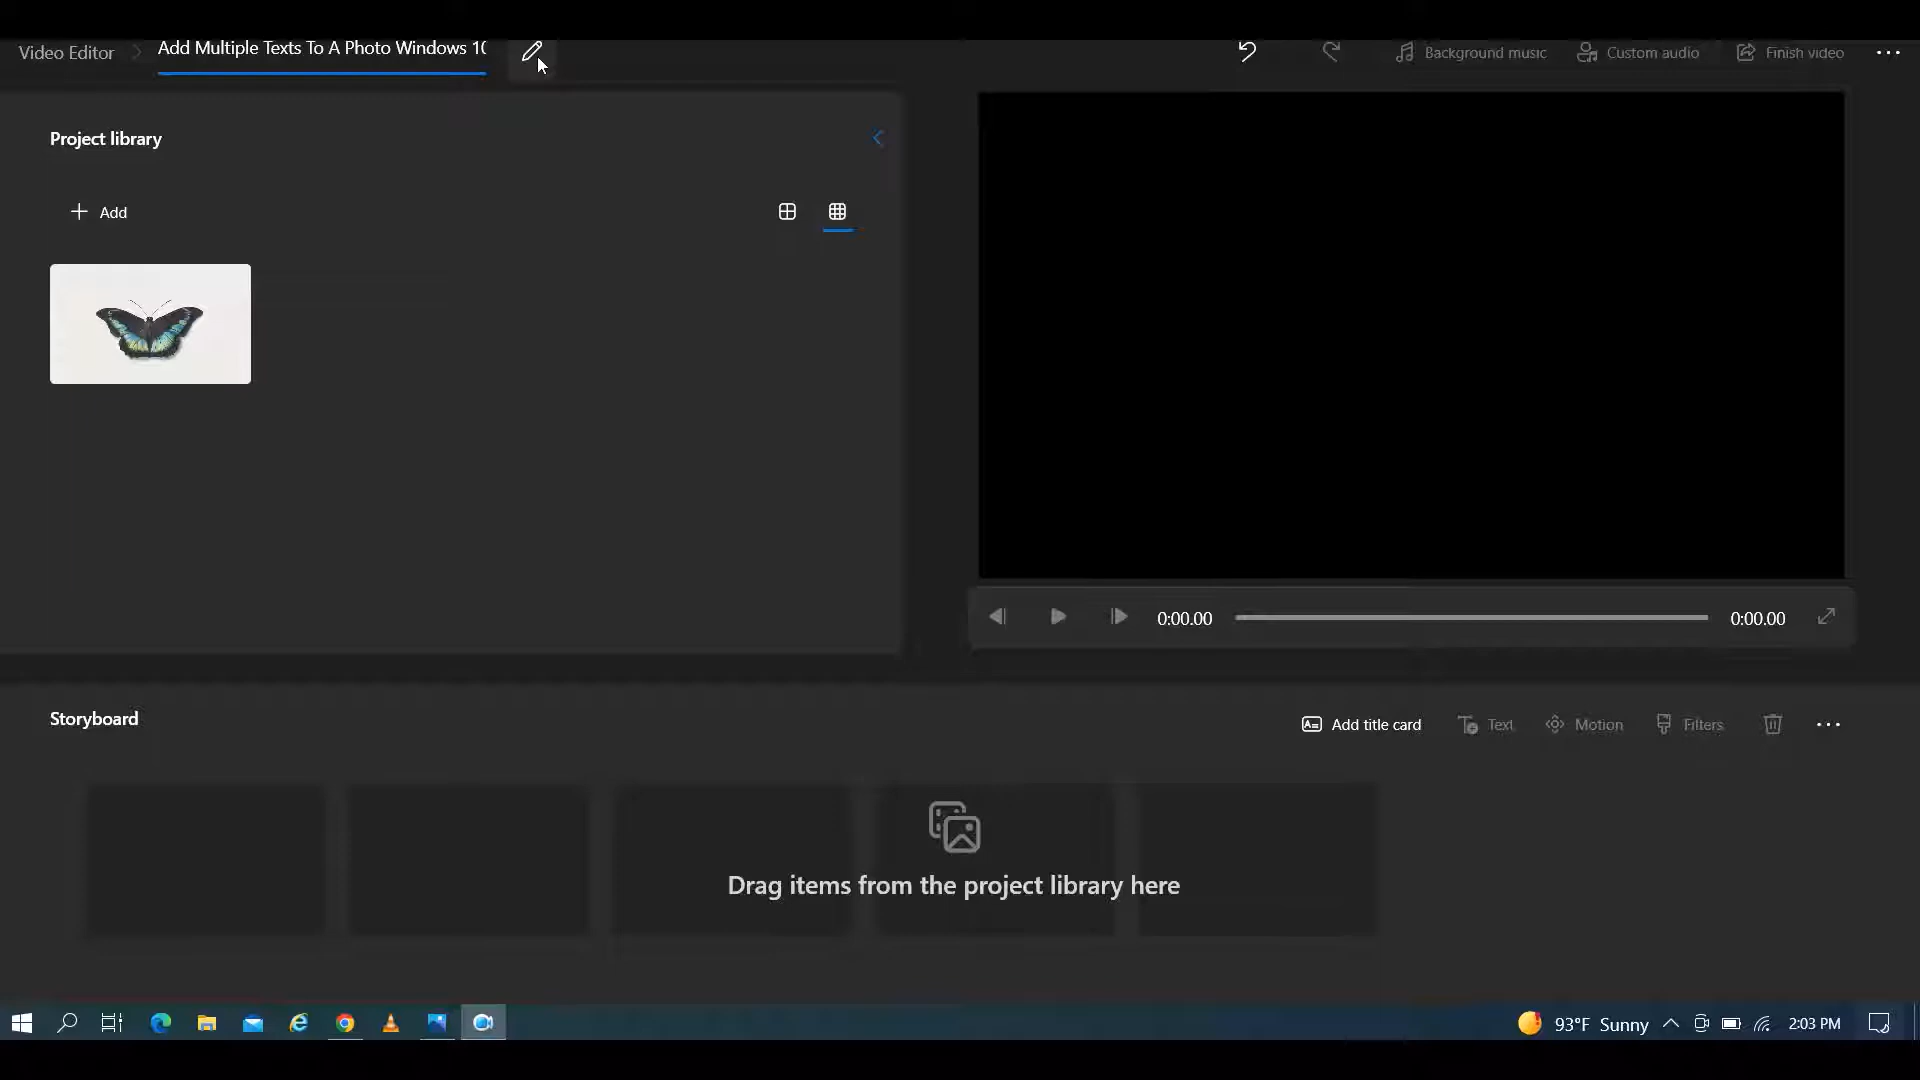 Video Editor
Add Multiple Texts To A Photo Windows 10
Background music
Custom audio
Finish video
Project library
Add
0:00.00
0:00.00
Storyboard
Add title card
Text
Motion
Filters
Drag items from the project library here
93°F Sunny
2:03 PM